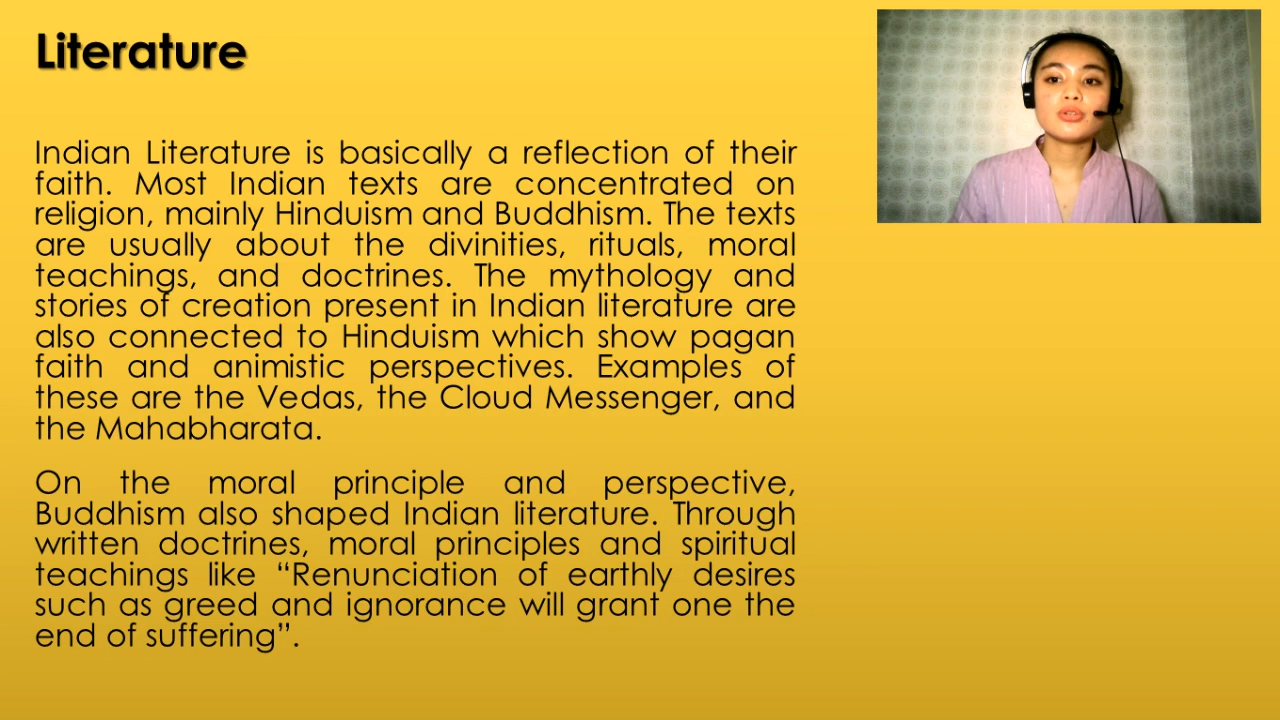 Literature
Indian Literature is basically a reflection of their
faith. Most Indian texts are concentrated on
religion, mainly Hinduism and Buddhism. The texts
are usually about the divinities, rituals, moral
teachings, and doctrines. The mythology and
stories of creation present in Indian literature are
also connected to Hinduism which show pagan
faith and animistic perspectives. Examples of
these are the Vedas, the Cloud Messenger, and
the Mahabharata.
On the moral principle and perspective,
Buddhism also shaped Indian literature. Through
written doctrines, moral principles and spiritual
teachings like “Renunciation of earthly desires
such as greed and ignorance will grant one the
end of suffering”.